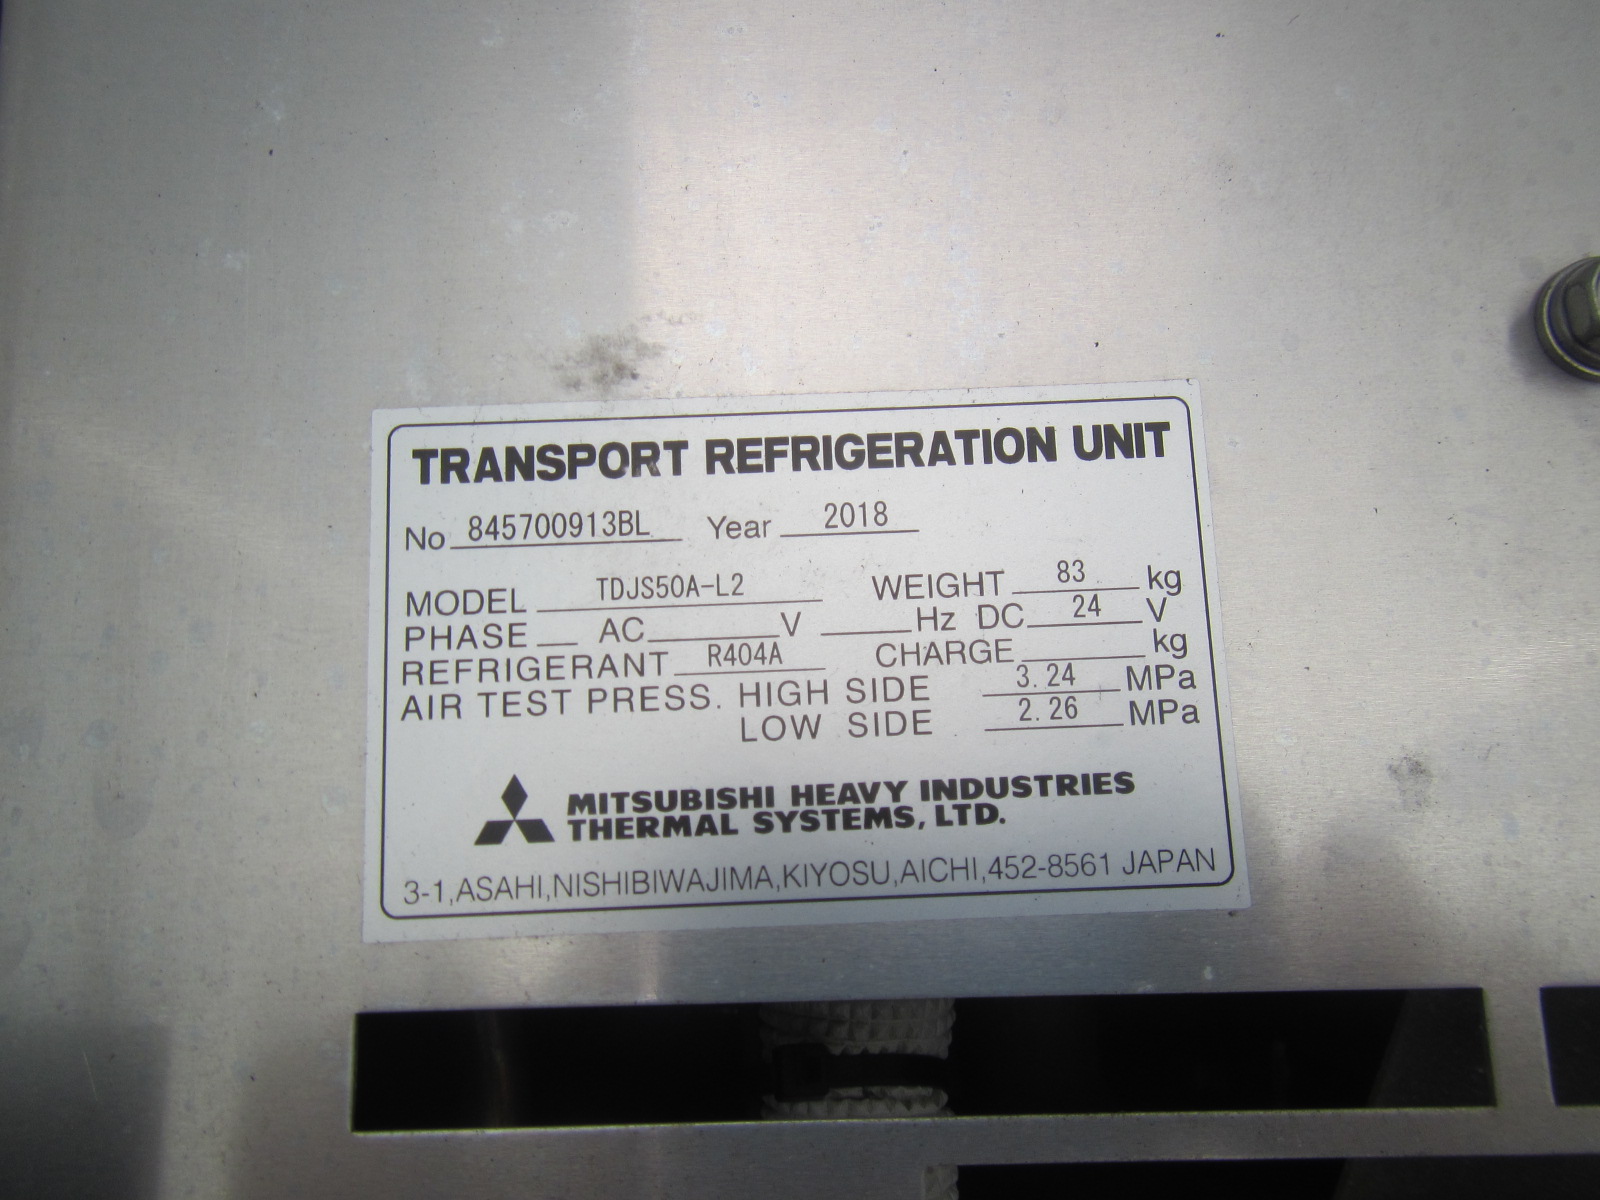 TRANSPORT REFRIGERATION UNIT
No 845700913BL Year 2018
MODEL TDJS50A-L2 WEIGHT 83 kg
PHASE AC V Hz DC 24 V
REFRIGERANT R404A CHARGE kg
AIR TEST PRESS. HIGH SIDE 3.24 MPa
LOW SIDE 2.26 MPa
MITSUBISHI HEAVY INDUSTRIES
THERMAL SYSTEMS, LTD.
3-1,ASAHI,NISHIBIWAJIMA,KIYOSU,AICHI,452-8561 JAPAN